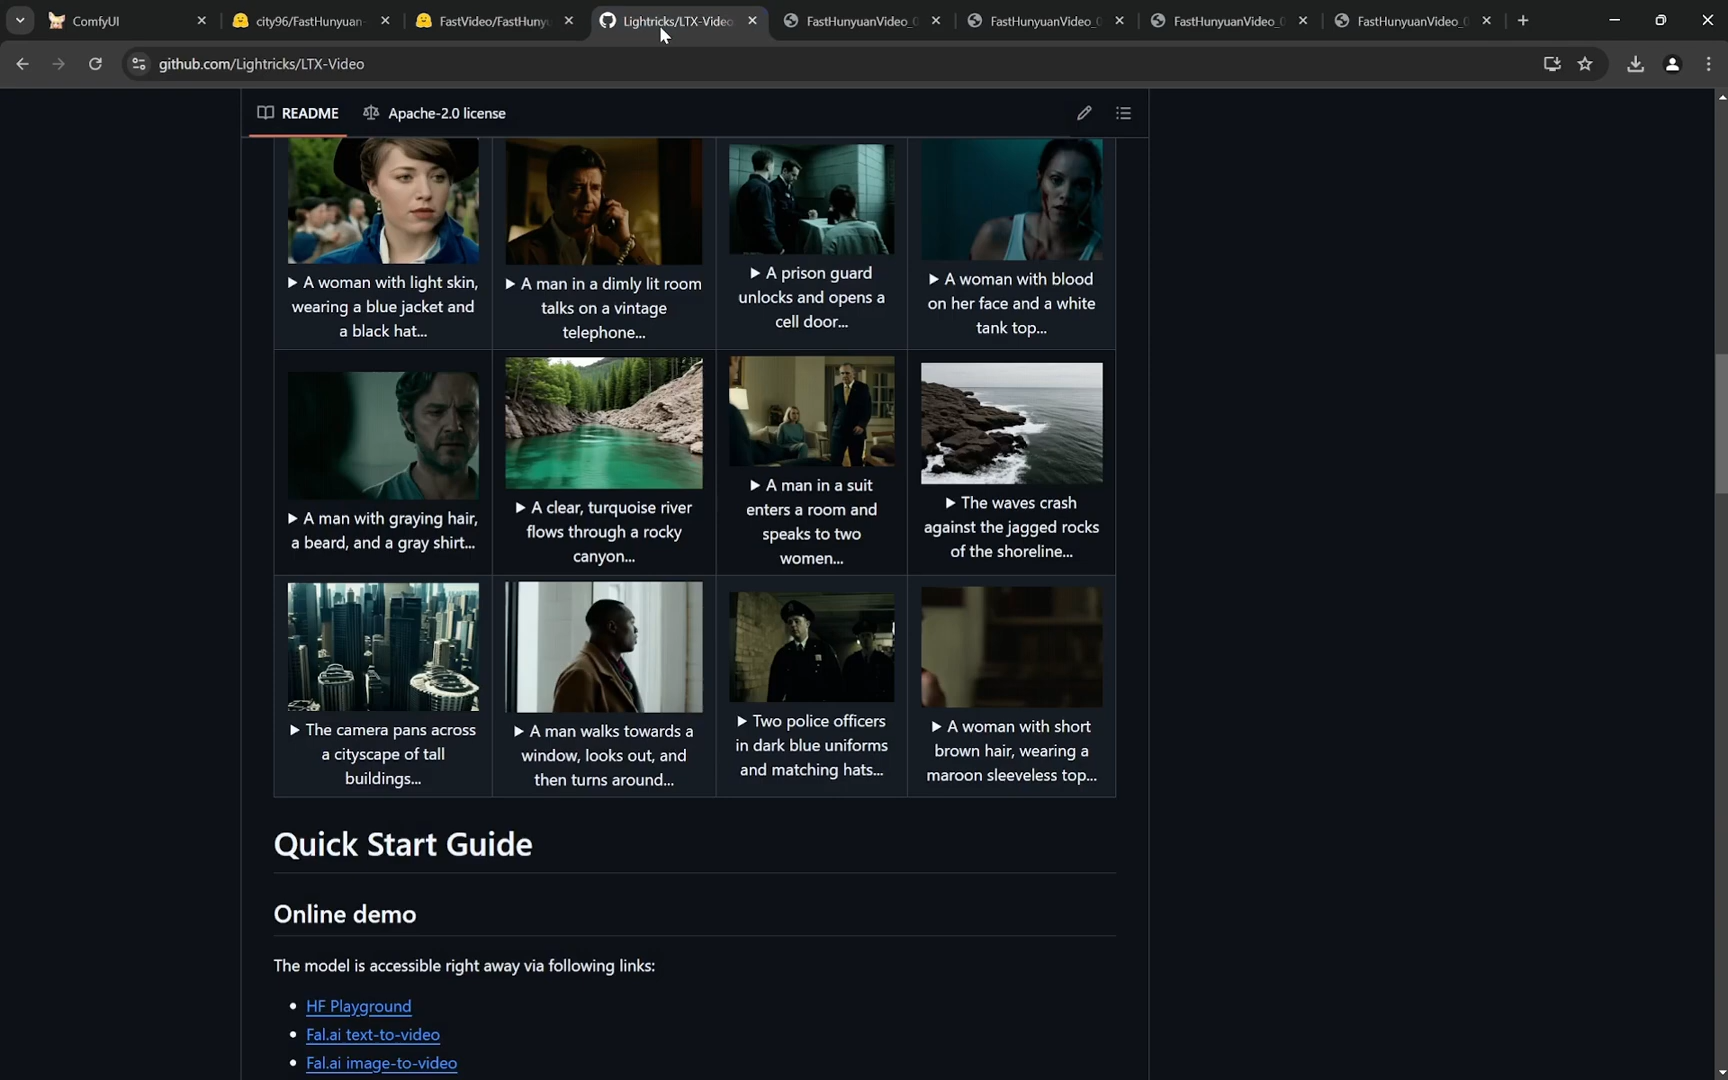 ComfyUI
city96/FastHunyuan-
FastVideo/FastHuny
Lightricks/LTX-Video
FastHunyuanVideo_
FastHunyuanVideo_
FastHunyuanVideo_
FastHunyuanVideo_
github.com/Lightricks/LTX-Video
README
Apache-2.0 license
A woman with light skin,
wearing a blue jacket and
a black hat...
A man in a dimly lit room
talks on a vintage
telephone...
A prison guard
unlocks and opens a
cell door...
A woman with blood
on her face and a white
tank top...
A man with graying hair,
a beard, and a gray shirt...
A clear, turquoise river
flows through a rocky
canyon...
A man in a suit
enters a room and
speaks to two
women...
The waves crash
against the jagged rocks
of the shoreline...
The camera pans across
a cityscape of tall
buildings...
A man walks towards a
window, looks out, and
then turns around...
Two police officers
in dark blue uniforms
and matching hats...
A woman with short
brown hair, wearing a
maroon sleeveless top...
Quick Start Guide
Online demo
The model is accessible right away via following links:
HF Playground
Fal.ai text-to-video
Fal.ai image-to-video